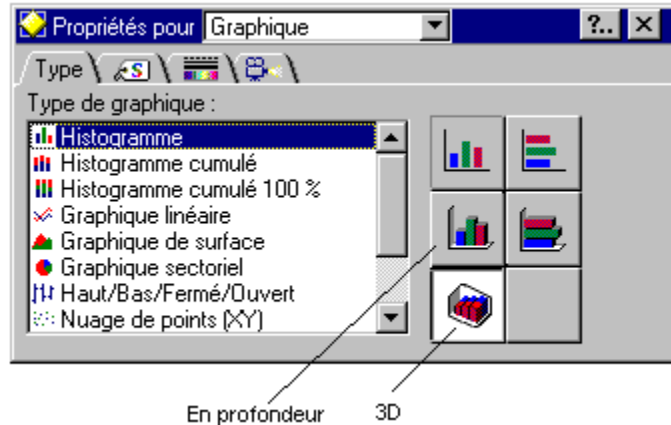 Propriétés pour Graphique ?.. X
Type S
Type de graphique :
Histogramme
Histogramme cumulé
Histogramme cumulé 100 %
Graphique linéaire
Graphique de surface
Graphique sectoriel
Haut/Bas/Fermé/Ouvert
Nuage de points (XY)
En profondeur 3D